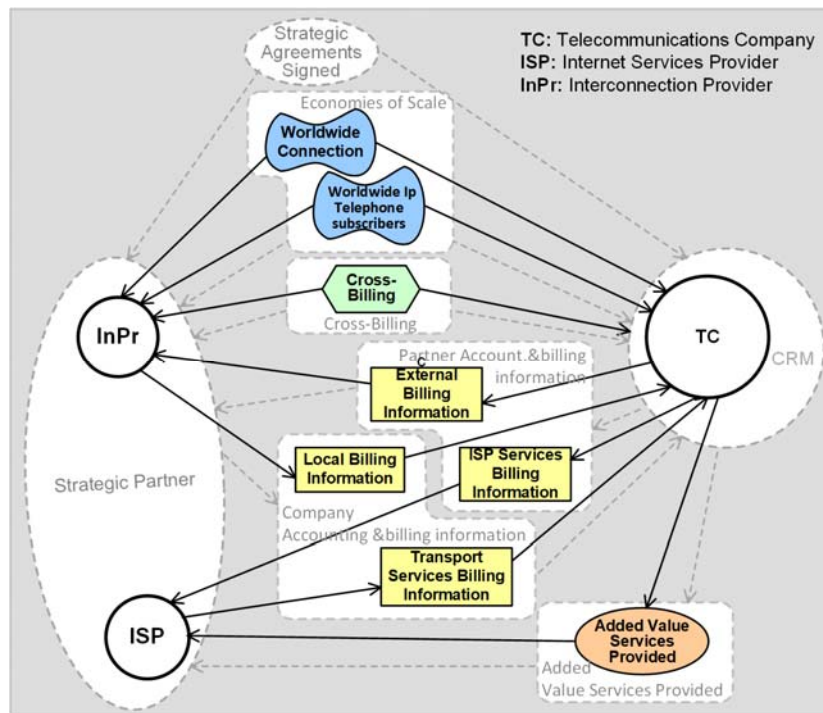 Strategic
Agreements
Signed
TC: Telecommunications Company
ISP: Internet Services Provider
InPr: Interconnection Provider
Economies of Scale
Worldwide
Connection
Worldwide Ip
Telephone
subscribers
Cross-
Billing
Cross-Billing
InPr
TC
CRM
Partner Account.&billing
information
C
External
Billing
Information
Local Billing
Information
ISP Services
Billing
Information
Strategic Partner
Company
Accounting &billing information
Transport
Services Billing
Information
ISP
Added Value
Services
Provided
Added
Value Services Provided